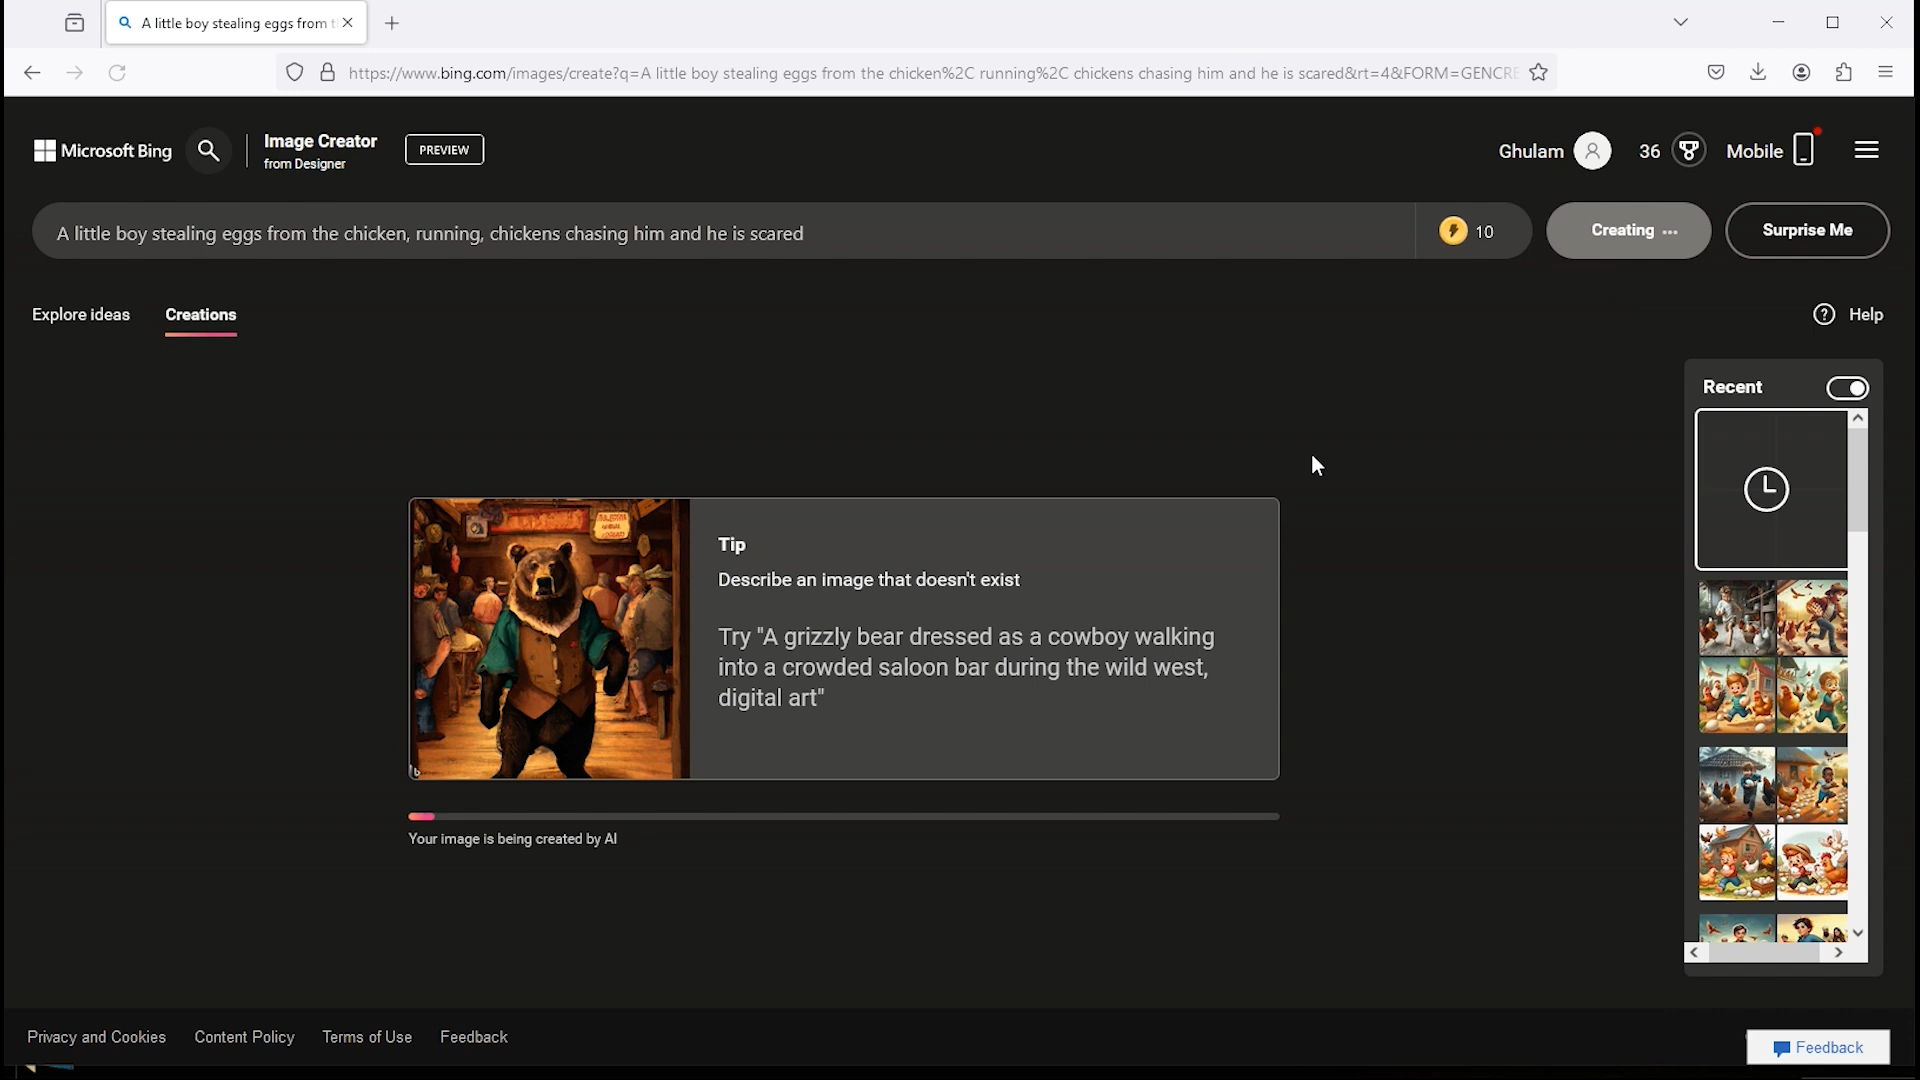 A little boy stealing eggs from t
https://www.bing.com/images/create?q=A little boy stealing eggs from the chicken%2C running%2C chickens chasing him and he is scared&rt=4&FORM=GENCRE
Microsoft Bing
Image Creator
from Designer
PREVIEW
Ghulam
36
Mobile
A little boy stealing eggs from the chicken, running, chickens chasing him and he is scared
10
Creating ...
Surprise Me
Explore ideas
Creations
Help
Recent
Tip
Describe an image that doesn't exist
Try "A grizzly bear dressed as a cowboy walking
into a crowded saloon bar during the wild west,
digital art"
Your image is being created by AI
Privacy and Cookies
Content Policy
Terms of Use
Feedback
Feedback